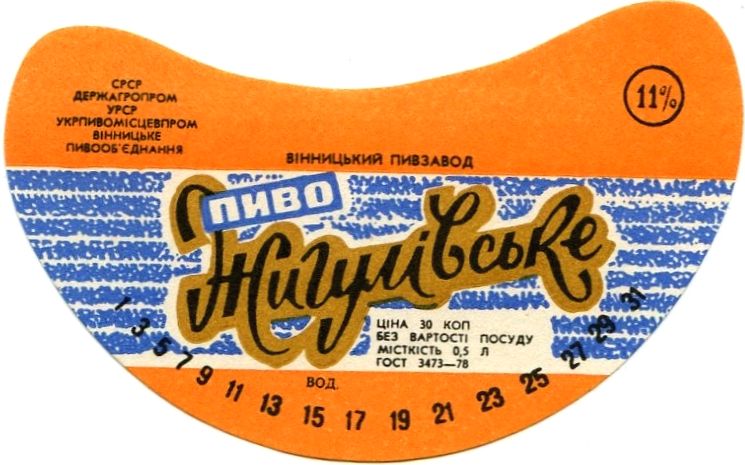 СРСР
ДЕРЖАГРОПРОМ
УРСР
УКРПИВОМІСЦЕВПРОМ
ВІННИЦЬКЕ
ПИВООБ'ЄДНАННЯ
11%
ВІННИЦЬКИЙ ПИВЗАВОД
ПИВО
Жигулівське
ЦІНА 30 КОП
БЕЗ ВАРТОСТІ ПОСУДУ
МІСТКІСТЬ 0,5 Л
ГОСТ 3473—78
ВОД.
1 3 5 7 9 11 13 15 17 19 21 23 25 27 29 31